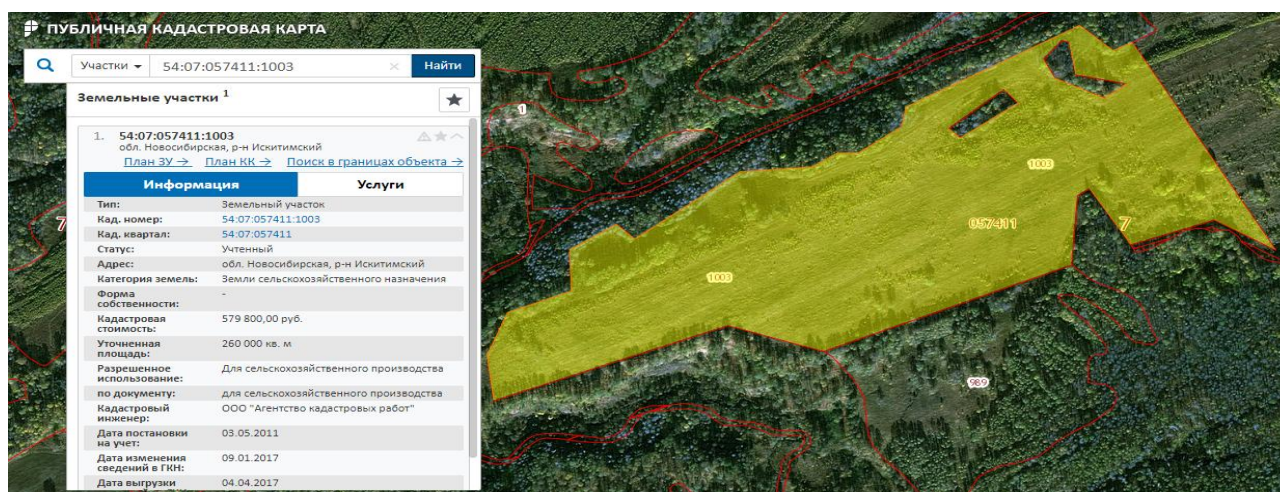 ПУБЛИЧНАЯ КАДАСТРОВАЯ КАРТА
Участки 54:07:057411:1003 × Найти
Земельные участки 1
1. 54:07:057411:1003
обл. Новосибирская, р-н Искитимский
План ЗУ → План КК → Поиск в границах объекта →
Информация Услуги
Тип: Земельный участок
Кад. номер: 54:07:057411:1003
Кад. квартал: 54:07:057411
Статус: Учтенный
Адрес: обл. Новосибирская, р-н Искитимский
Категория земель: Земли сельскохозяйственного назначения
Форма
собственности: -
Кадастровая
стоимость: 579 800,00 руб.
Уточненная
площадь: 260 000 кв. м
Разрешенное
использование: Для сельскохозяйственного производства
по документу: для сельскохозяйственного производства
Кадастровый
инженер: ООО "Агентство кадастровых работ"
Дата постановки
на учет: 03.05.2011
Дата изменения
сведений в ГКН: 09.01.2017
Дата выгрузки 04.04.2017
1
1003
057411
7
1003
989
7